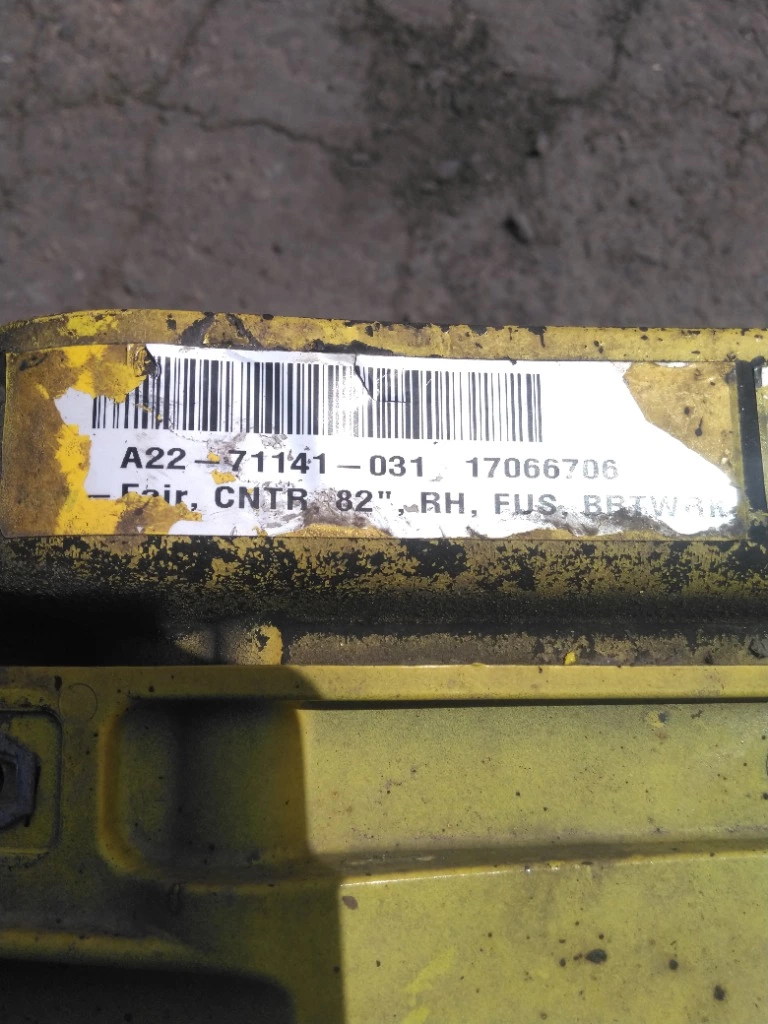 A22-71141-031 17066706
-Fair, CNTR, 82", RH, FUS,